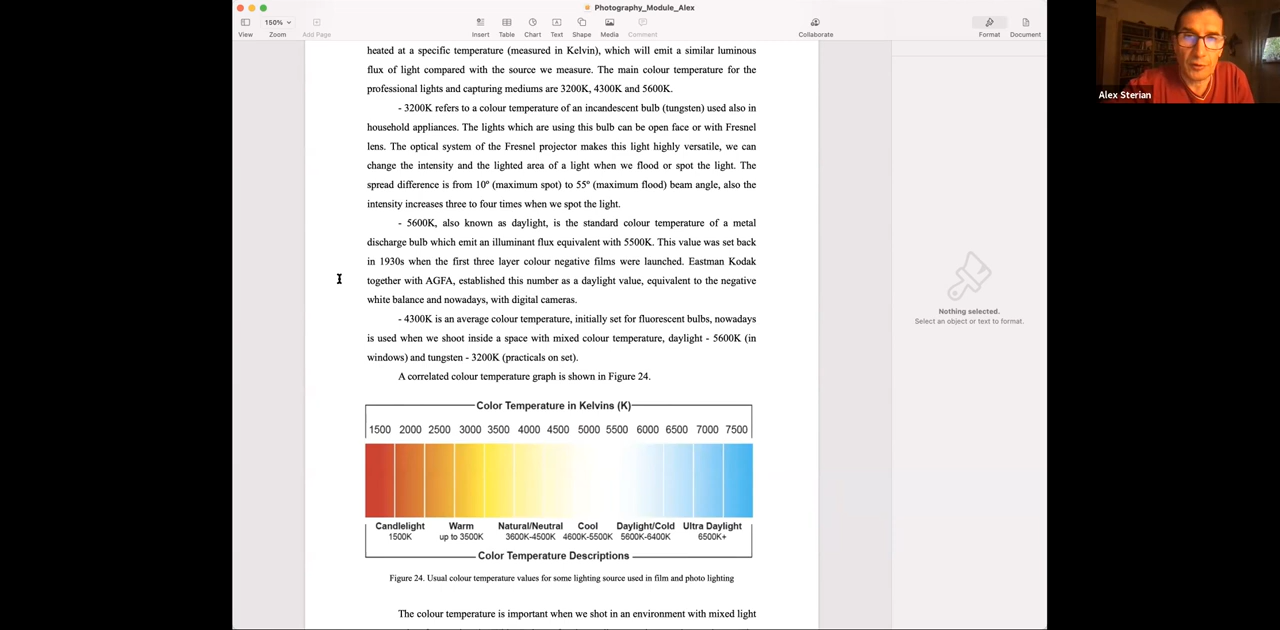 Photography_Module_Alex
150%
View
Zoom
Add Page
Insert
Table
Chart
Text
Shape
Media
Comment
Collaborate
Format
Document
Alex Sterian
heated at a specific temperature (measured in Kelvin), which will emit a similar luminous
flux of light compared with the source we measure. The main colour temperature for the
professional lights and capturing mediums are 3200K, 4300K and 5600K.
- 3200K refers to a colour temperature of an incandescent bulb (tungsten) used also in
household appliances. The lights which are using this bulb can be open face or with Fresnel
lens. The optical system of the Fresnel projector makes this light highly versatile, we can
change the intensity and the lighted area of a light when we flood or spot the light. The
spread difference is from 10º (maximum spot) to 55º (maximum flood) beam angle, also the
intensity increases three to four times when we spot the light.
- 5600K, also known as daylight, is the standard colour temperature of a metal
discharge bulb which emit an illuminant flux equivalent with 5500K. This value was set back
in 1930s when the first three layer colour negative films were launched. Eastman Kodak
together with AGFA, established this number as a daylight value, equivalent to the negative
white balance and nowadays, with digital cameras.
- 4300K is an average colour temperature, initially set for fluorescent bulbs, nowadays
is used when we shoot inside a space with mixed colour temperature, daylight - 5600K (in
windows) and tungsten - 3200K (practicals on set).
A correlated colour temperature graph is shown in Figure 24.
Color Temperature in Kelvins (K)
1500 2000 2500 3000 3500 4000 4500 5000 5500 6000 6500 7000 7500
Candlelight Warm Natural/Neutral Cool Daylight/Cold Ultra Daylight
1500K up to 3500K 3600K-4500K 4600K-5500K 5600K-6400K 6500K+
Color Temperature Descriptions
Figure 24. Usual colour temperature values for some lighting source used in film and photo lighting
The colour temperature is important when we shot in an environment with mixed light
Nothing selected.
Select an object or text to format.